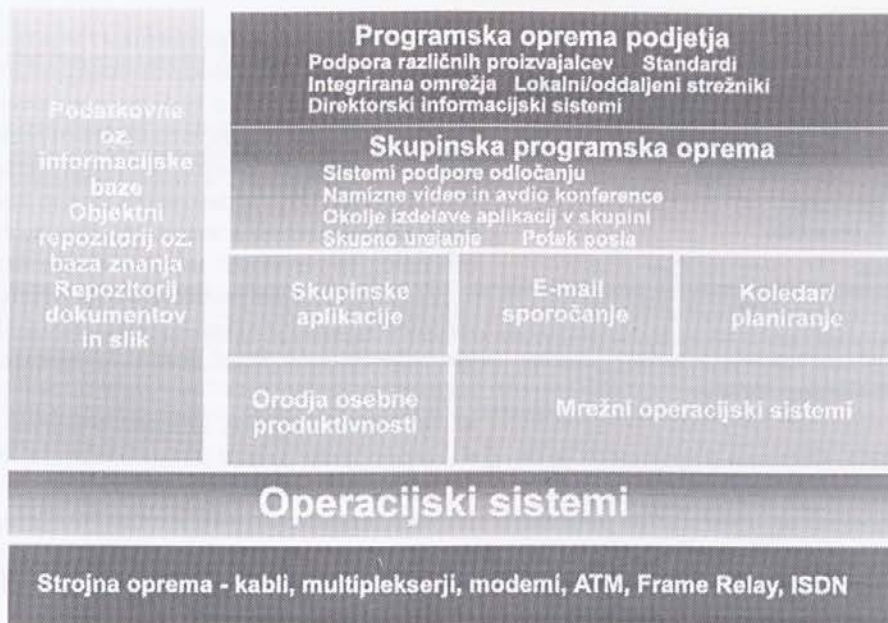 Podatkovne
oz.
informacijske
baze
Objektni
repozitorij oz.
baza znanja
Repozitorij
dokumentov
in slik
Programska oprema podjetja
Podpora različnih proizvajalcev Standardi
Integrirana omrežja Lokalni/oddaljeni strežniki
Direktorski informacijski sistemi
Skupinska programska oprema
Sistemi podpore odločanju
Namizne video in avdio konference
Okolje izdelave aplikacij v skupini
Skupno urejanje Potek posla
Skupinske
aplikacije
E-mail
sporočanje
Koledar/
planiranje
Orodja osebne
produktivnosti
Mrežni operacijski sistemi
Operacijski sistemi
Strojna oprema - kabli, multiplekserji, modemi, ATM, Frame Relay, ISDN